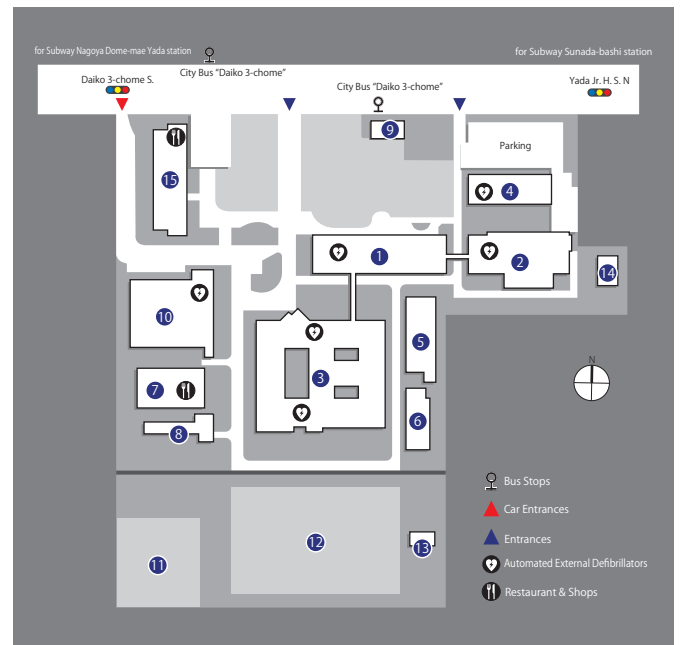 for Subway Nagoya Dome-mae Yada station
for Subway Sunada-bashi station
Daiko 3-chome S.
City Bus “Daiko 3-chome”
City Bus “Daiko 3-chome”
Yada Jr. H. S. N
9
Parking
15
4
1
2
14
10
5
3
N
7
6
8
Bus Stops
Car Entrances
Entrances
Automated External Defibrillators
Restaurant & Shops
12
13
11